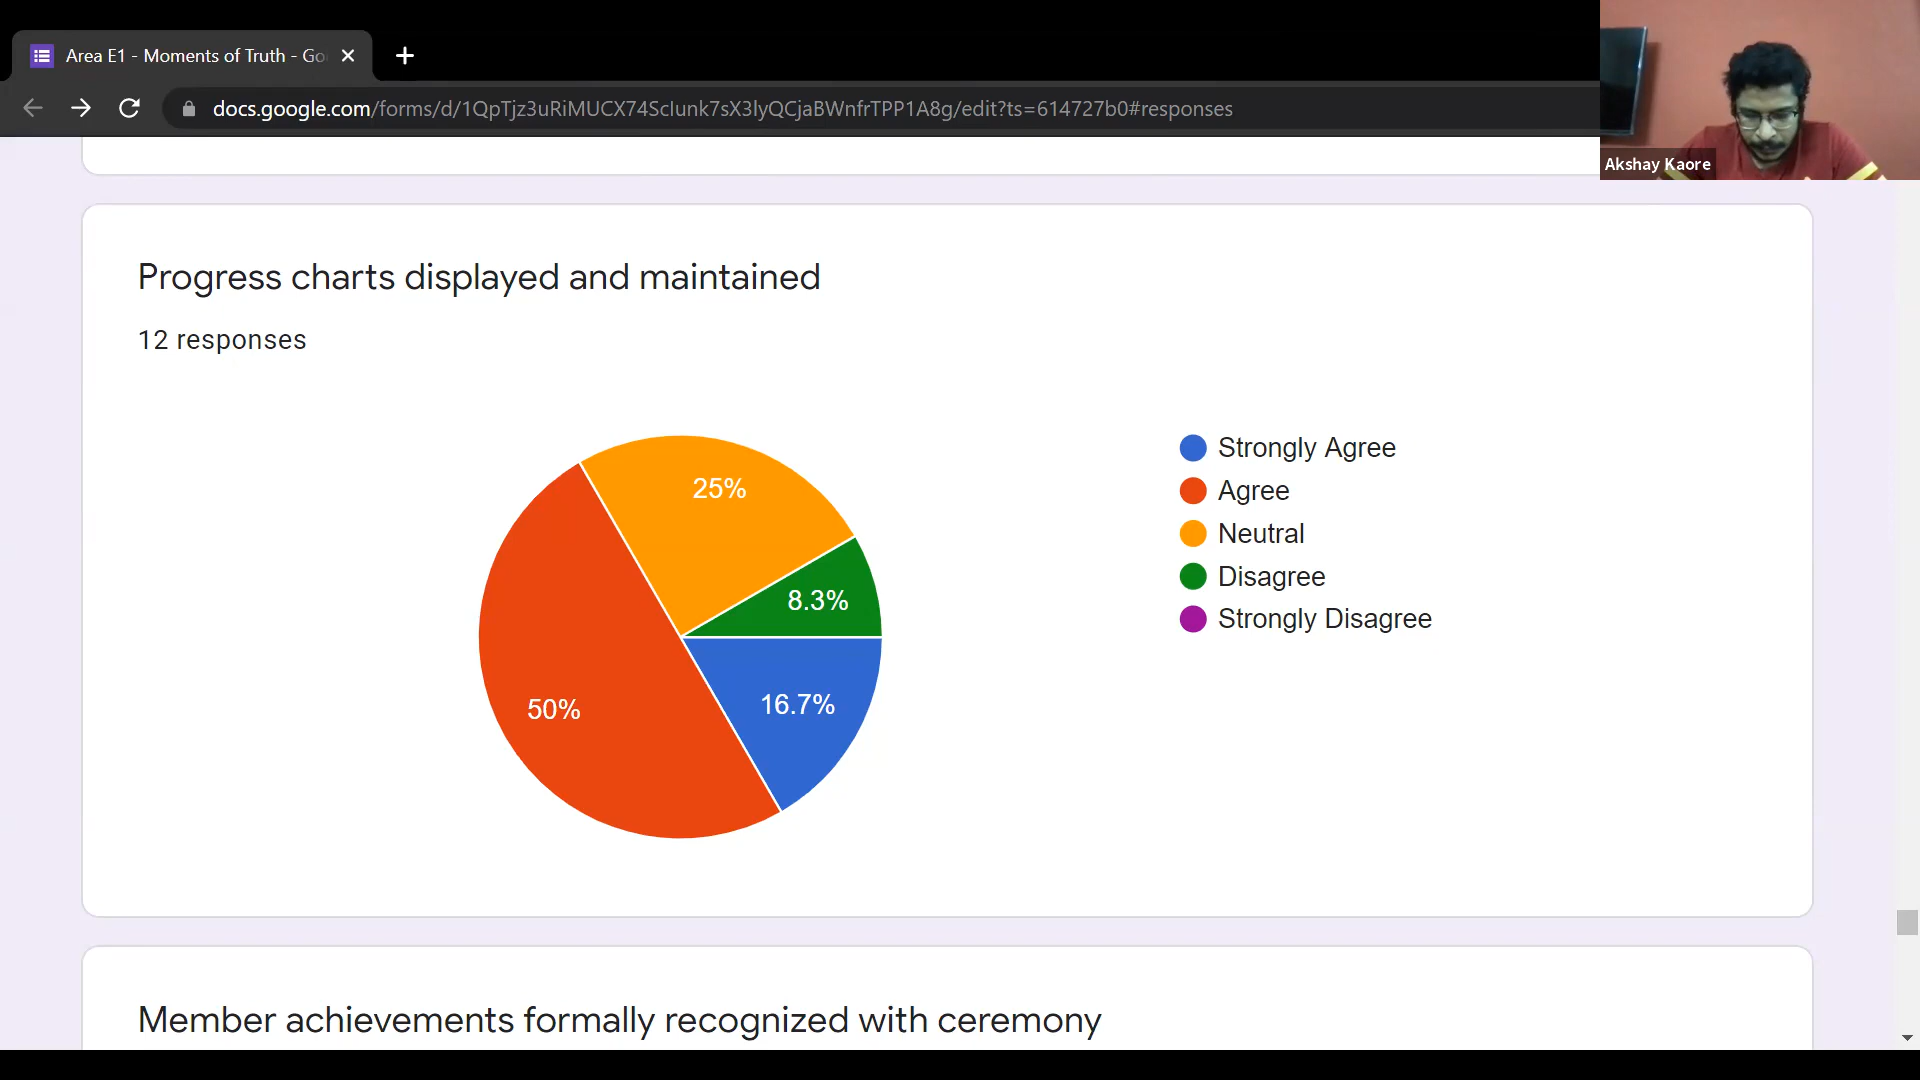 Area E1 - Moments of Truth - Go
docs.google.com/forms/d/1QpTjz3uRiMUCX74ScIunk7sX3lyQCjaBWnfrTPP1A8g/edit?ts=614727b0#responses
Akshay Kaore
Progress charts displayed and maintained
12 responses
25%
8.3%
50%
16.7%
Strongly Agree
Agree
Neutral
Disagree
Strongly Disagree
Member achievements formally recognized with ceremony